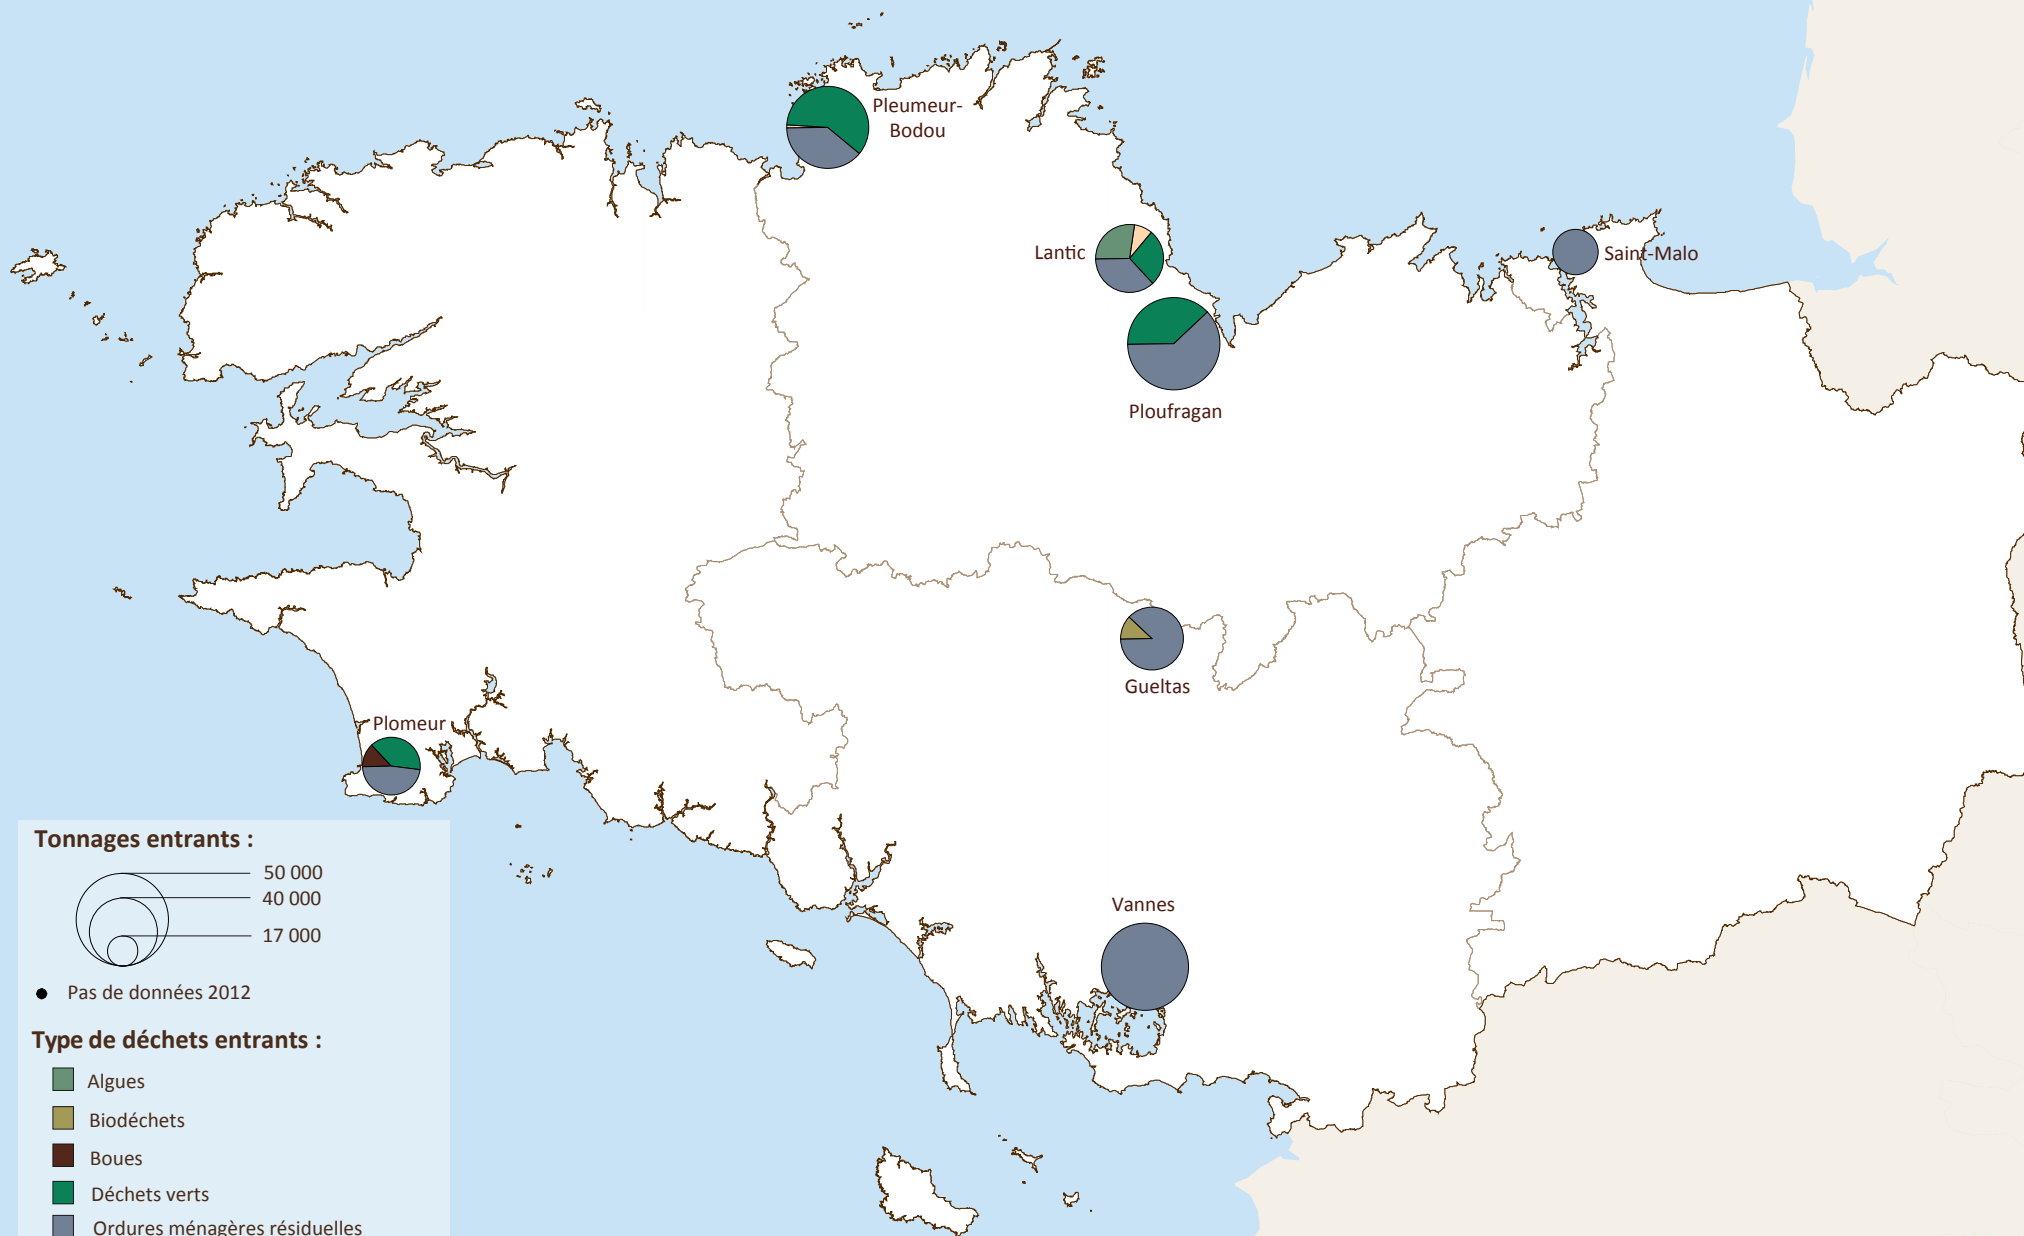 Pleumeur-
Bodou
Lantic
Saint-Malo
Ploufragan
Gueltas
Plomeur
Vannes
Tonnages entrants :
50 000
40 000
17 000
Pas de données 2012
Type de déchets entrants :
Algues
Biodéchets
Boues
Déchets verts
Ordures ménagères résiduelles